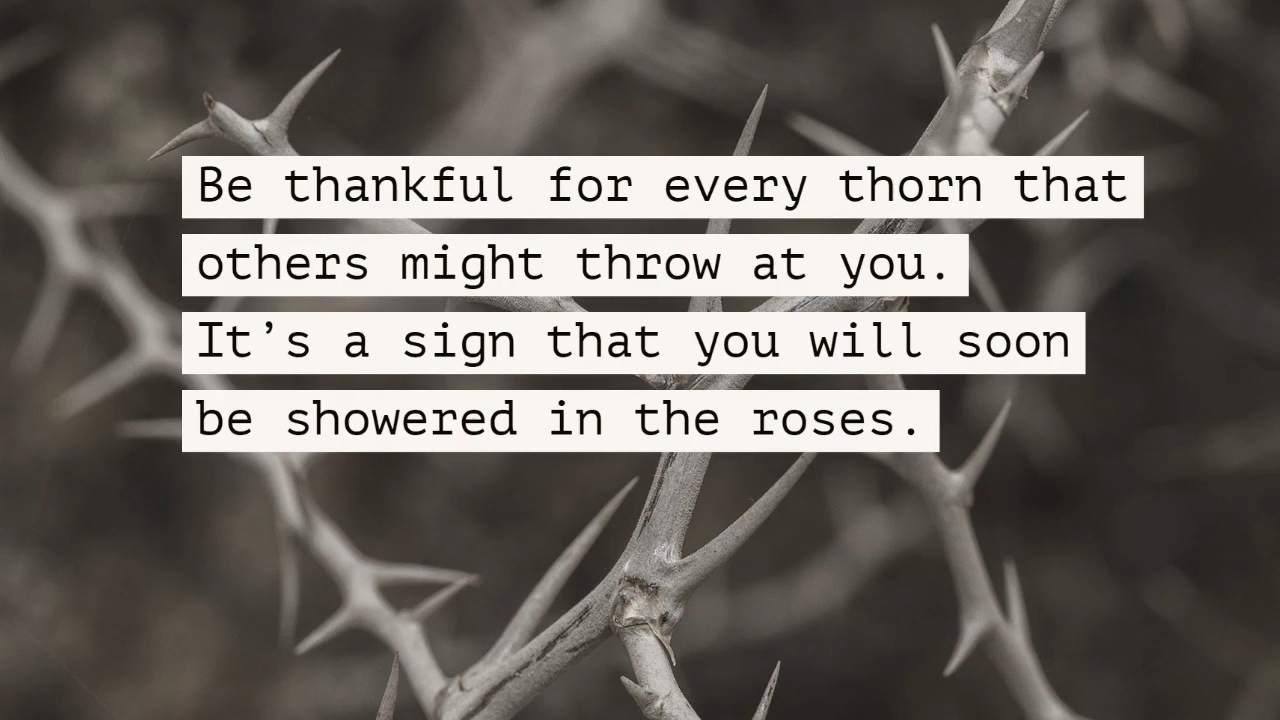 Be thankful for every thorn that
others might throw at you.
It’s a sign that you will soon
be showered in the roses.